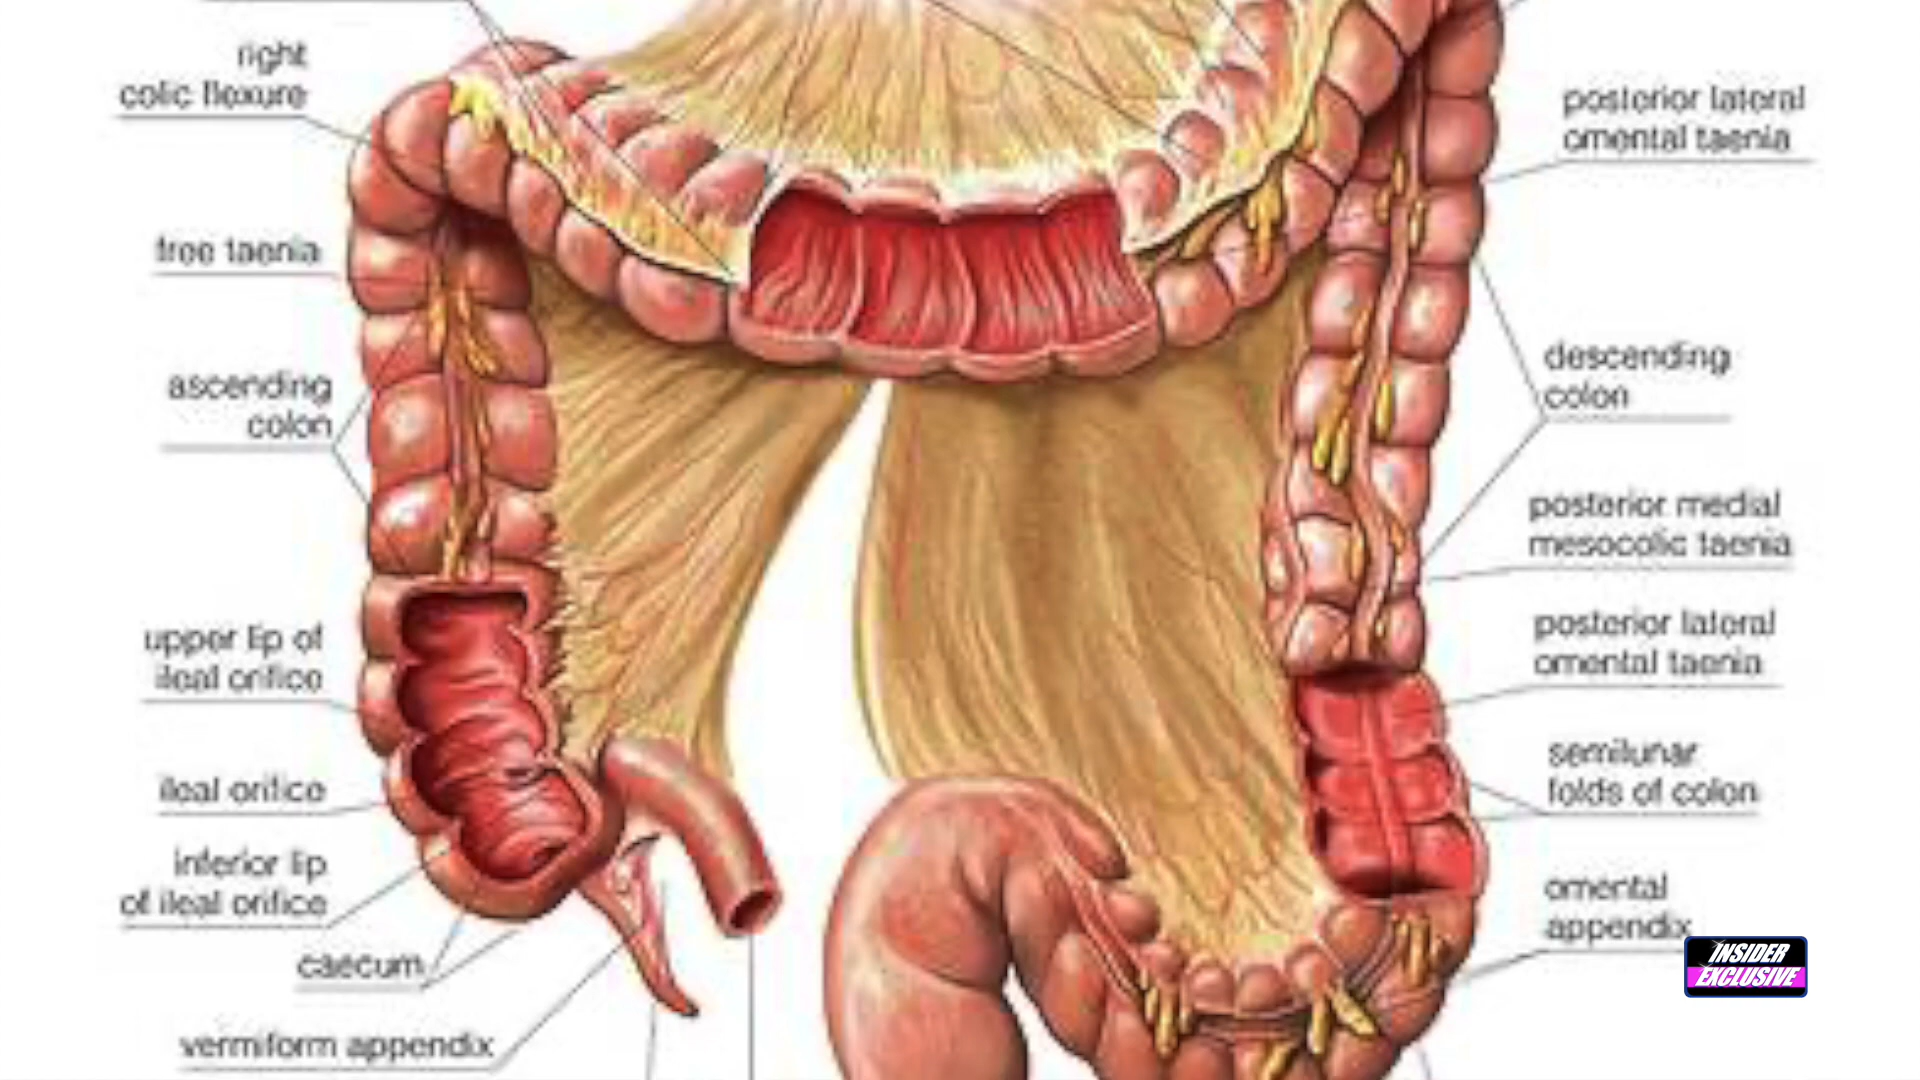 right
colic flexure
free taenia
ascending
colon
upper lip of
ileal orifice
ileal orifice
inferior lip
of ileal orifice
caecum
vermiform appendix
posterior lateral
omental taenia
descending
colon
posterior medial
mesocolic taenia
posterior lateral
omental taenia
semilunar
folds of colon
omental
appendix
INSIDER
EXCLUSIVE